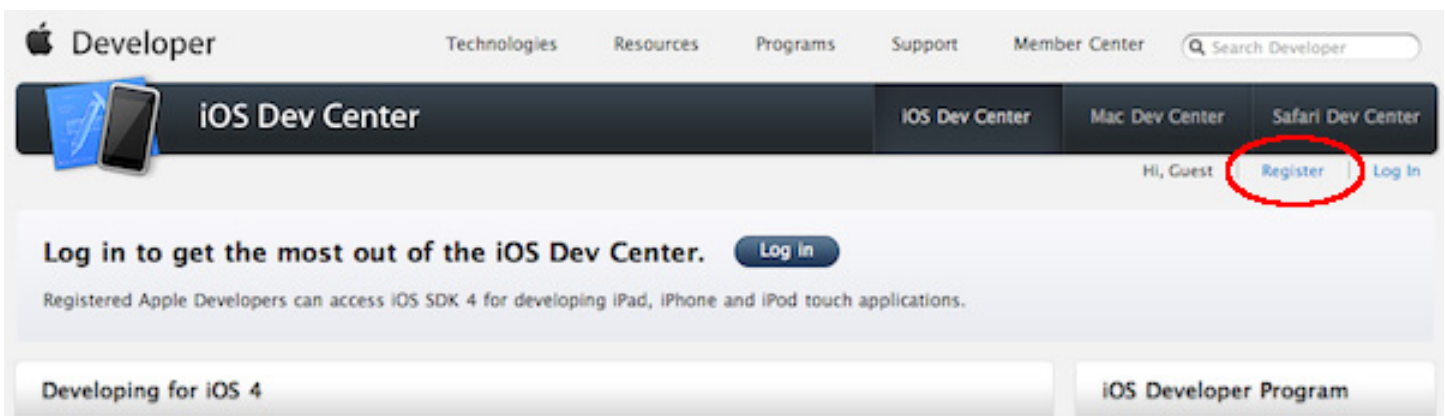 Developer Technologies Resources Programs Support Member Center Search Developer
iOS Dev Center iOS Dev Center Mac Dev Center Safari Dev Center
Hi, Guest | Register | Log In
Log in to get the most out of the iOS Dev Center. Log in
Registered Apple Developers can access iOS SDK 4 for developing iPad, iPhone and iPod touch applications.
Developing for iOS 4 iOS Developer Program